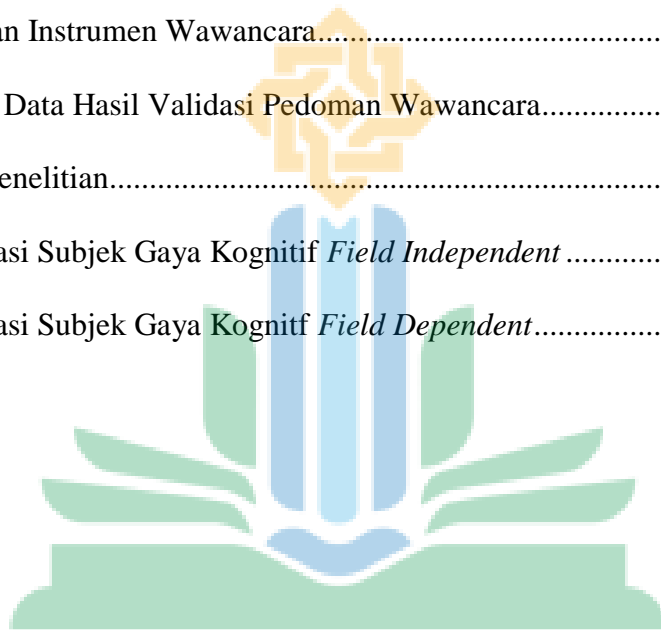 an Instrumen Wawancara.........................................
Data Hasil Validasi Pedoman Wawancara..............
enelitian...................................................................
asi Subjek Gaya Kognitif Field Independent ............
asi Subjek Gaya Kognitf Field Dependent................